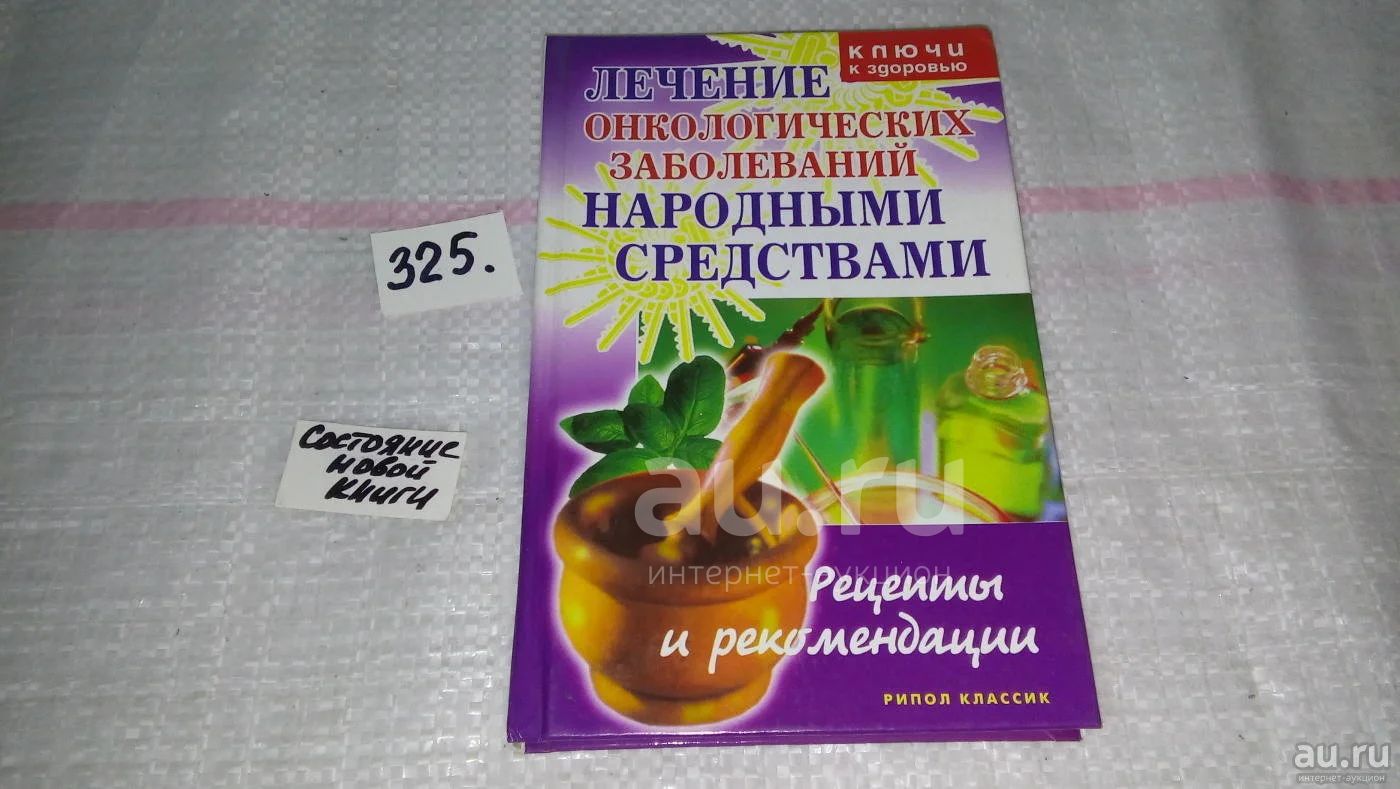 КЛЮЧИ
к здоровью
ЛЕЧЕНИЕ
ОНКОЛОГИЧЕСКИХ
ЗАБОЛЕВАНИЙ
НАРОДНЫМИ
СРЕДСТВАМИ
325.
Состояние
новой
книги
au.ru
интернет-аукцион
Рецепты
и рекомендации
РИПОЛ КЛАССИК
au.ru
интернет-аукцион